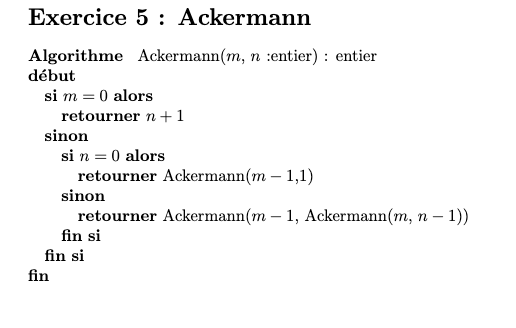 Exercice 5 : Ackermann
Algorithme Ackermann(m, n :entier) : entier
début
si m = 0 alors
retourner n + 1
sinon
si n = 0 alors
retourner Ackermann(m − 1,1)
sinon
retourner Ackermann(m − 1, Ackermann(m, n − 1))
fin si
fin si
fin